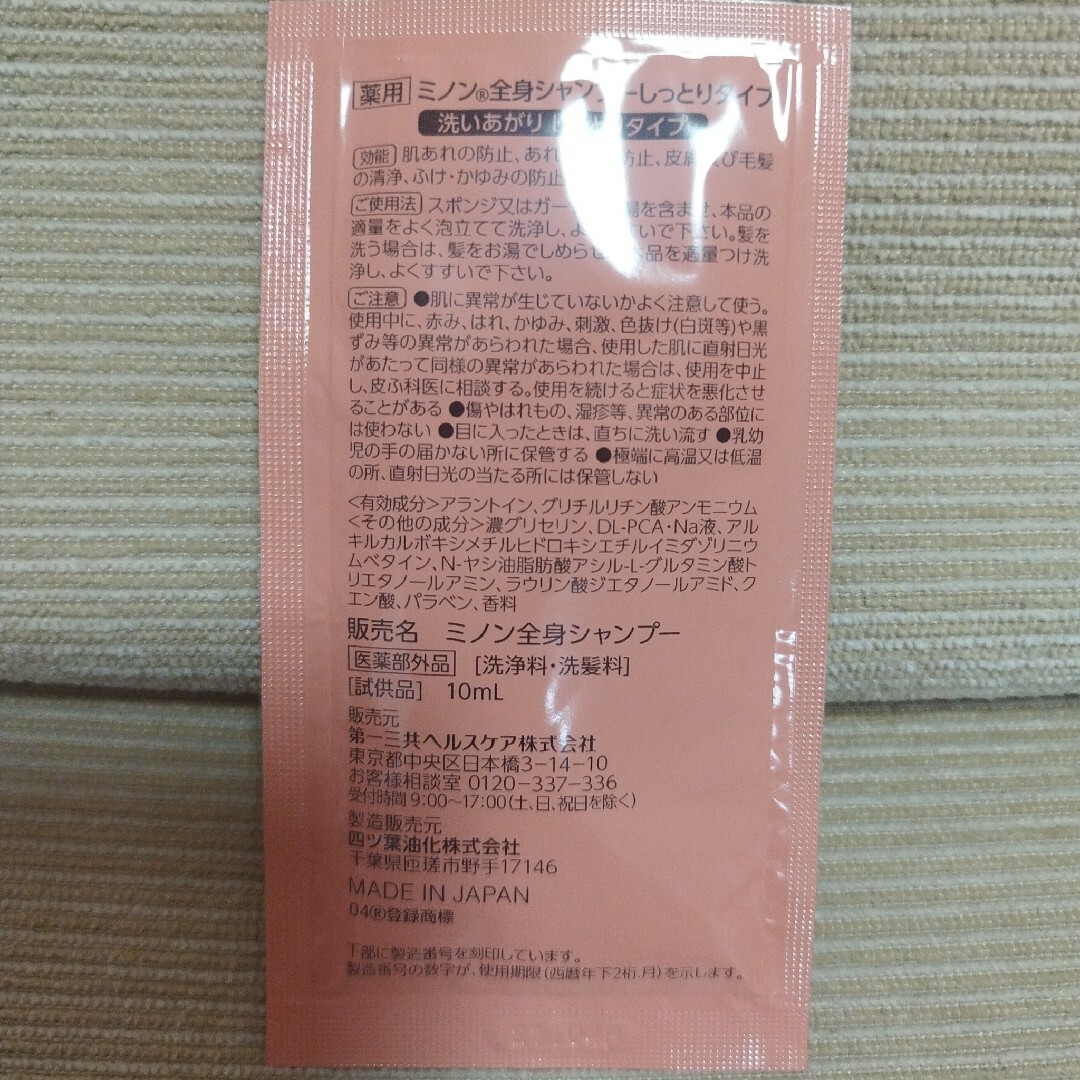 薬用 ミノン®全身シャンプーしっとりタイプ
洗いあがり タイプ
効能 肌あれの防止、あれ 防止、皮膚及び毛髪
の清浄、ふけ・かゆみの防止
ご使用法 スポンジ又はガー 湯を含ませ、本品の
適量をよく泡立てて洗浄し、よ すいで下さい。髪を
洗う場合は、髪をお湯でしめらせ 本品を適量つけ洗
浄し、よくすすいで下さい。
ご注意 ●肌に異常が生じていないかよく注意して使う。
使用中に、赤み、はれ、かゆみ、刺激、色抜け(白斑等)や黒
ずみ等の異常があらわれた場合、使用した肌に直射日光
があたって同様の異常があらわれた場合は、使用を中止
し、皮ふ科医に相談する。使用を続けると症状を悪化させ
ることがある ●傷やはれもの、湿疹等、異常のある部位に
は使わない ●目に入ったときは、直ちに洗い流す ●乳幼
児の手の届かない所に保管する ●極端に高温又は低温
の所、直射日光の当たる所には保管しない
<有効成分>アラントイン、グリチルリチン酸アンモニウム
<その他の成分>濃グリセリン、DL-PCA・Na液、アル
キルカルボキシメチルヒドロキシエチルイミダゾリニウ
ムベタイン、N-ヤシ油脂肪酸アシル-L-グルタミン酸ト
リエタノールアミン、ラウリン酸ジエタノールアミド、ク
エン酸、パラベン、香料
販売名 ミノン全身シャンプー
医薬部外品 [洗浄料・洗髪料]
[試供品] 10mL
販売元
第一三共ヘルスケア株式会社
東京都中央区日本橋3-14-10
お客様相談室 0120-337-336
受付時間 9:00〜17:00(土、日、祝日を除く)
製造販売元
四ツ葉油化株式会社
千葉県匝瑳市野手17146
MADE IN JAPAN
04®登録商標
下部に製造番号を刻印しています。
製造番号の数字が、使用期限(西暦年下2桁.月)を示します。